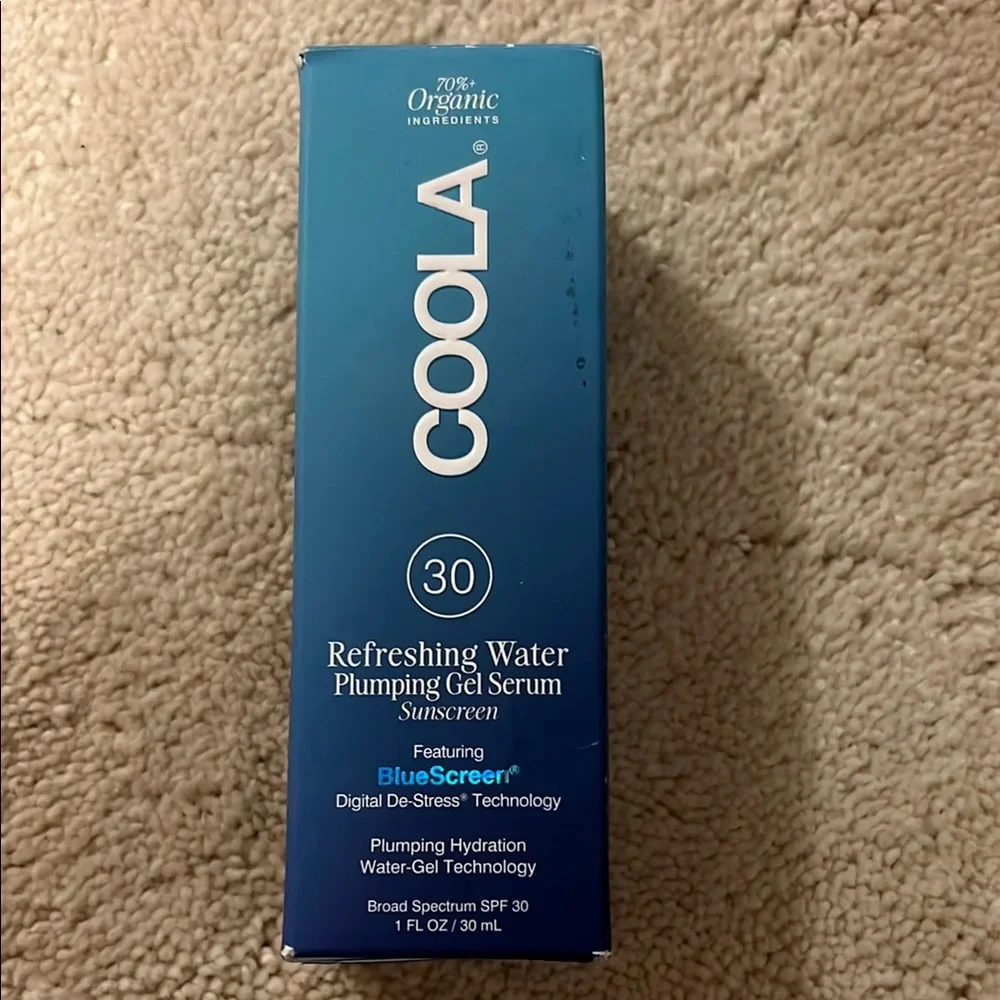 70%+
Organic
INGREDIENTS
COOLA®
30
Refreshing Water
Plumping Gel Serum
Sunscreen
Featuring
BlueScreen®
Digital De-Stress® Technology
Plumping Hydration
Water-Gel Technology
Broad Spectrum SPF 30
1 FL OZ / 30 mL